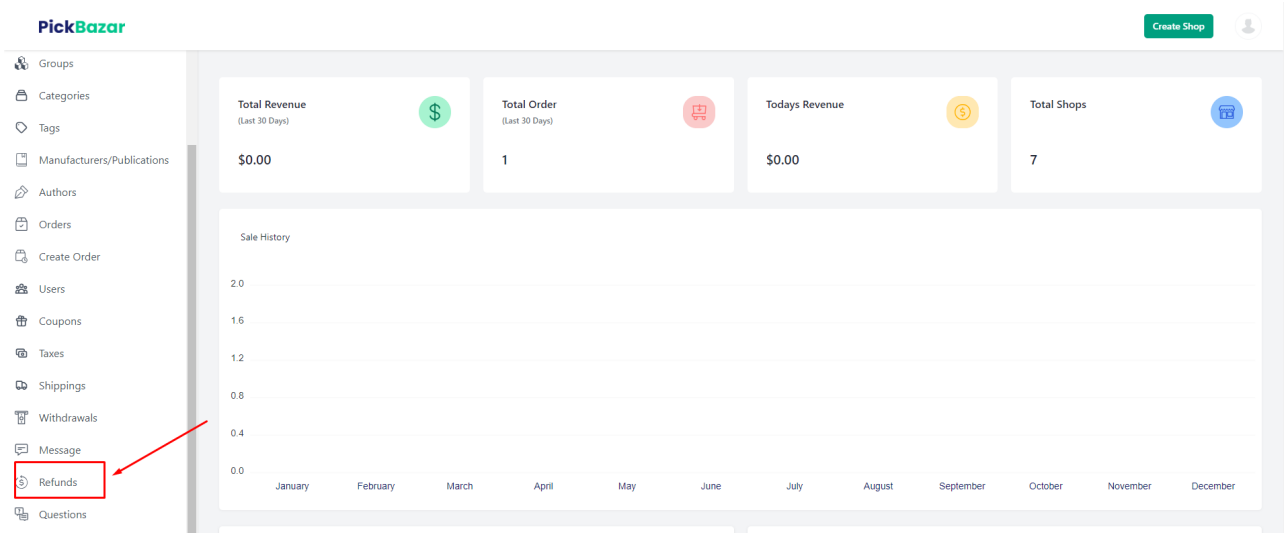 PickBazar
Create Shop
Groups
Categories
Tags
Manufacturers/Publications
Authors
Orders
Create Order
Users
Coupons
Taxes
Shippings
Withdrawals
Message
Refunds
Questions
Total Revenue
(Last 30 Days)
$0.00
Total Order
(Last 30 Days)
1
Todays Revenue
$0.00
Total Shops
7
Sale History
2.0
1.6
1.2
0.8
0.4
0.0
January February March April May June July August September October November December